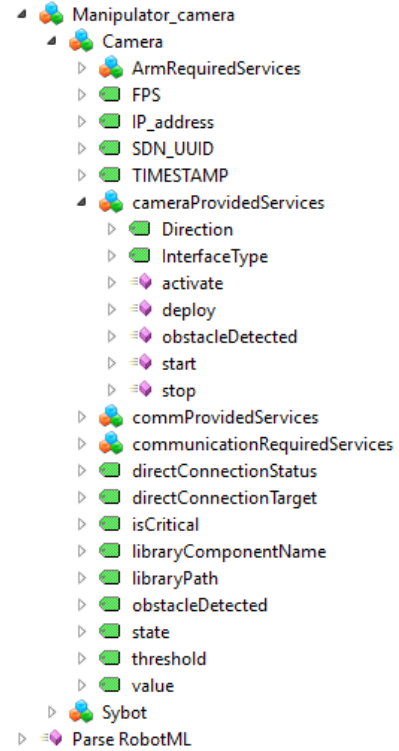 Manipulator_camera
Camera
ArmRequiredServices
FPS
IP_address
SDN_UUID
TIMESTAMP
cameraProvidedServices
Direction
InterfaceType
activate
deploy
obstacleDetected
start
stop
commProvidedServices
communicationRequiredServices
directConnectionStatus
directConnectionTarget
isCritical
libraryComponentName
libraryPath
obstacleDetected
state
threshold
value
Sybot
Parse RobotML